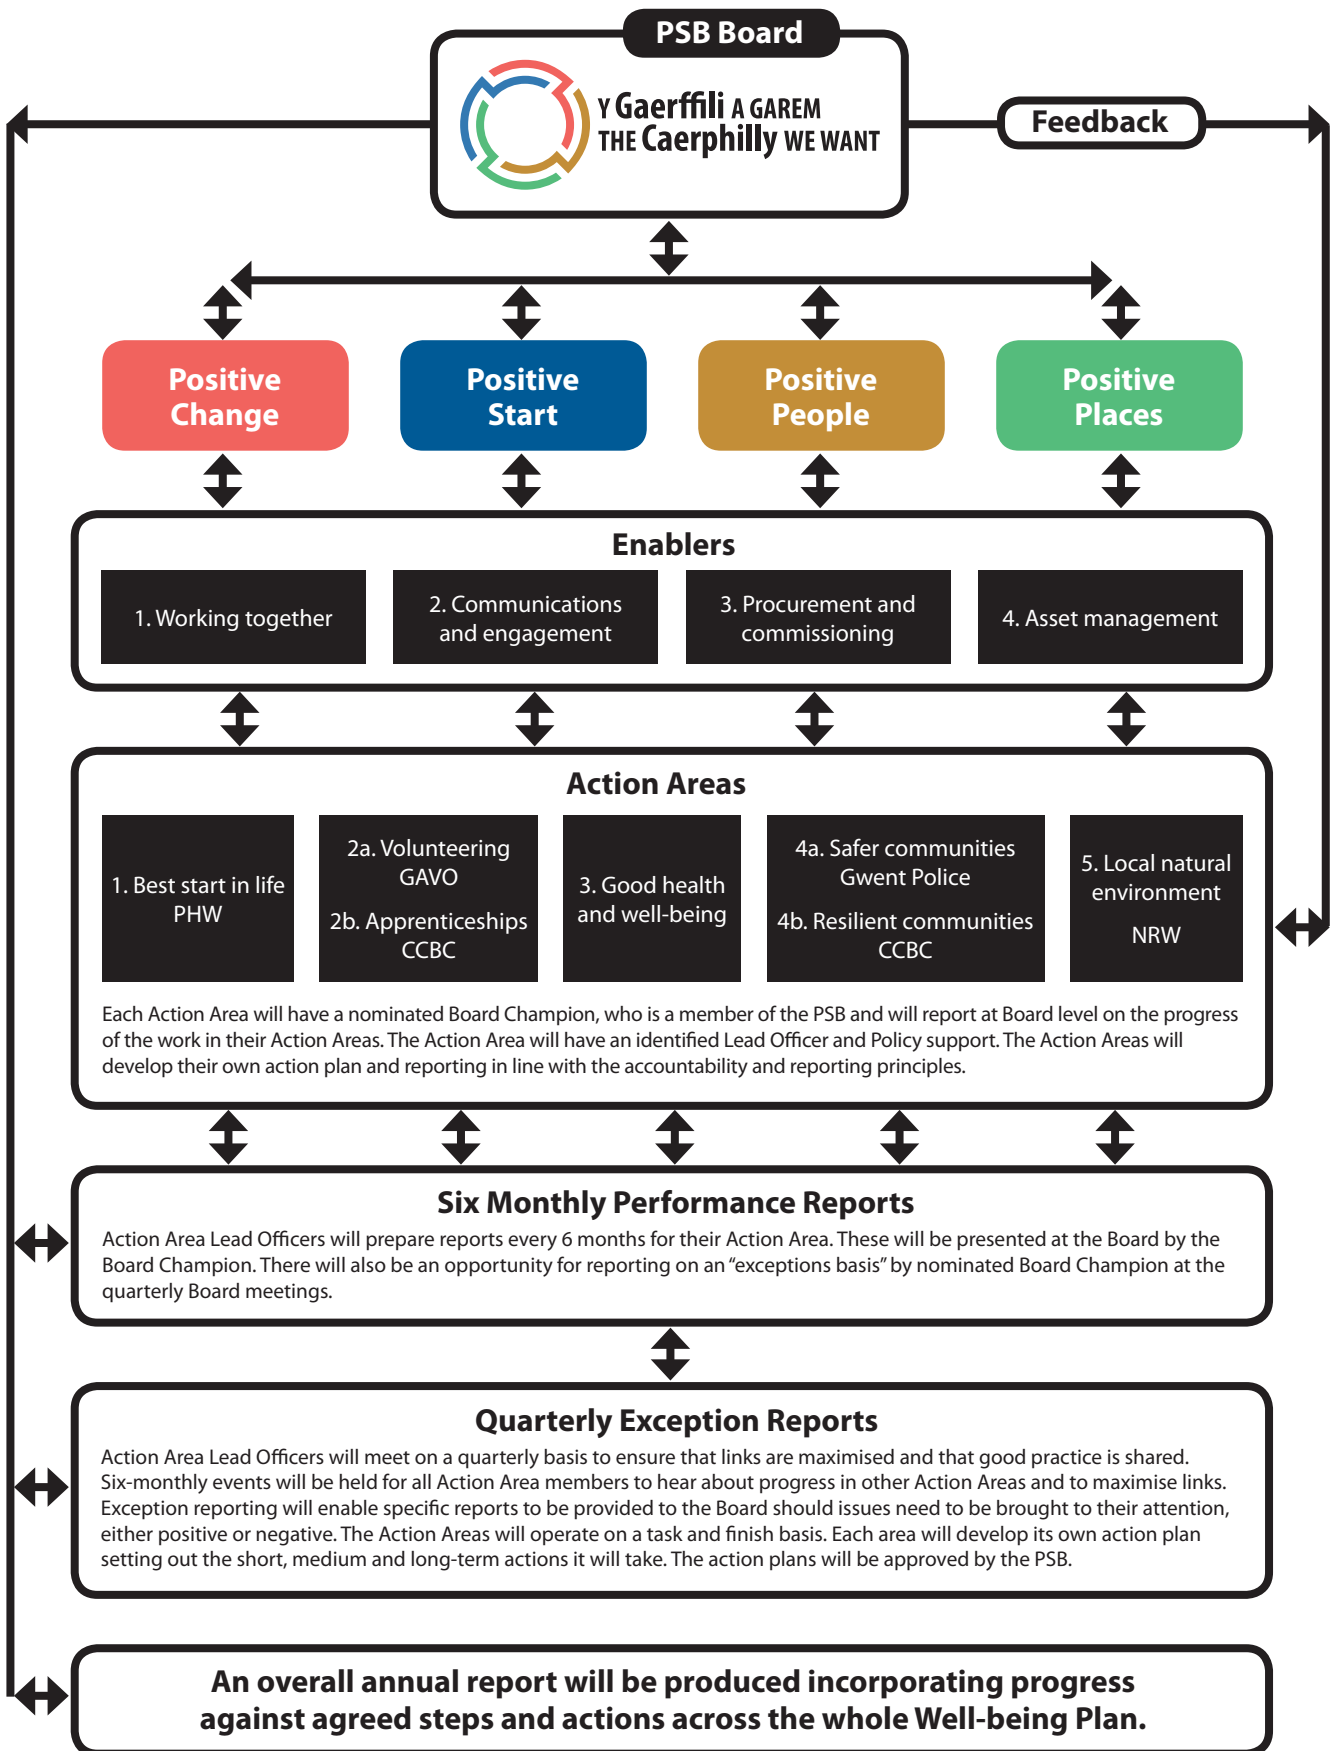 PSB Board
Y Gaerffili A GAREM
THE Caerphilly WE WANT
Feedback
Positive
Change
Positive
Start
Positive
People
Positive
Places
Enablers
1. Working together
2. Communications
and engagement
3. Procurement and
commissioning
4. Asset management
Action Areas
1. Best start in life
PHW
2a. Volunteering
GAVO
2b. Apprenticeships
CCBC
3. Good health
and well-being
4a. Safer communities
Gwent Police
4b. Resilient communities
CCBC
5. Local natural
environment
NRW
Each Action Area will have a nominated Board Champion, who is a member of the PSB and will report at Board level on the progress
of the work in their Action Areas. The Action Area will have an identified Lead Officer and Policy support. The Action Areas will
develop their own action plan and reporting in line with the accountability and reporting principles.
Six Monthly Performance Reports
Action Area Lead Officers will prepare reports every 6 months for their Action Area. These will be presented at the Board by the
Board Champion. There will also be an opportunity for reporting on an “exceptions basis” by nominated Board Champion at the
quarterly Board meetings.
Quarterly Exception Reports
Action Area Lead Officers will meet on a quarterly basis to ensure that links are maximised and that good practice is shared.
Six-monthly events will be held for all Action Area members to hear about progress in other Action Areas and to maximise links.
Exception reporting will enable specific reports to be provided to the Board should issues need to be brought to their attention,
either positive or negative. The Action Areas will operate on a task and finish basis. Each area will develop its own action plan
setting out the short, medium and long-term actions it will take. The action plans will be approved by the PSB.
An overall annual report will be produced incorporating progress
against agreed steps and actions across the whole Well-being Plan.